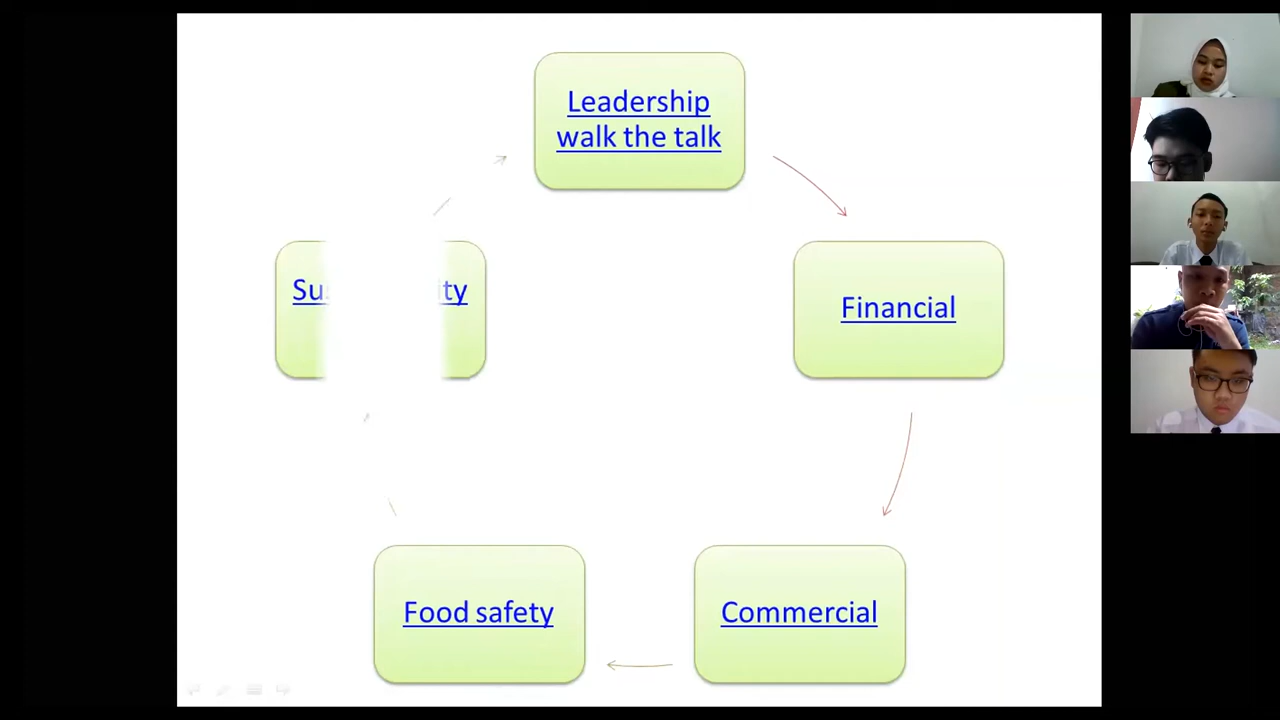 Leadership
walk the talk
Financial
Commercial
Food safety